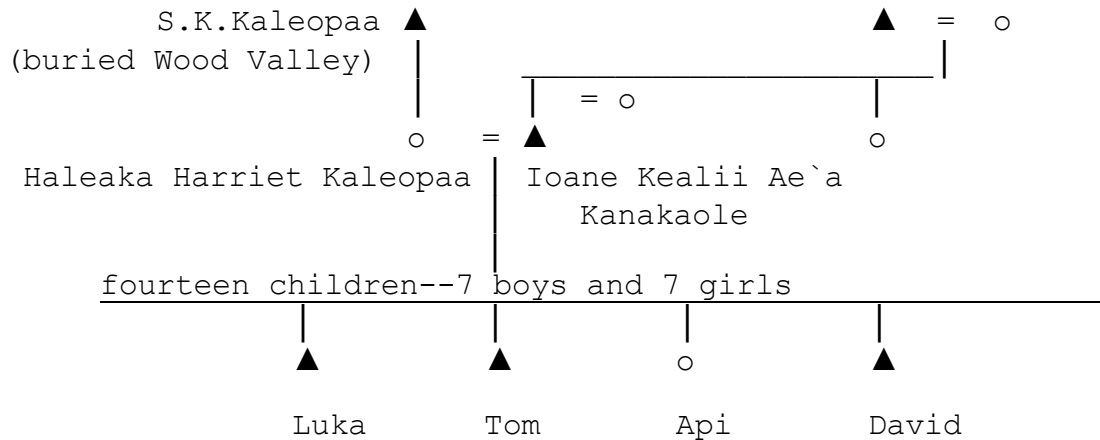 S.K.Kaleopaa ▲ ▲ = o
(buried Wood Valley)
= o
o = ▲ o
Haleaka Harriet Kaleopaa Ioane Kealii Ae`a
Kanakaole
fourteen children--7 boys and 7 girls
▲ ▲ o ▲
Luka Tom Api David